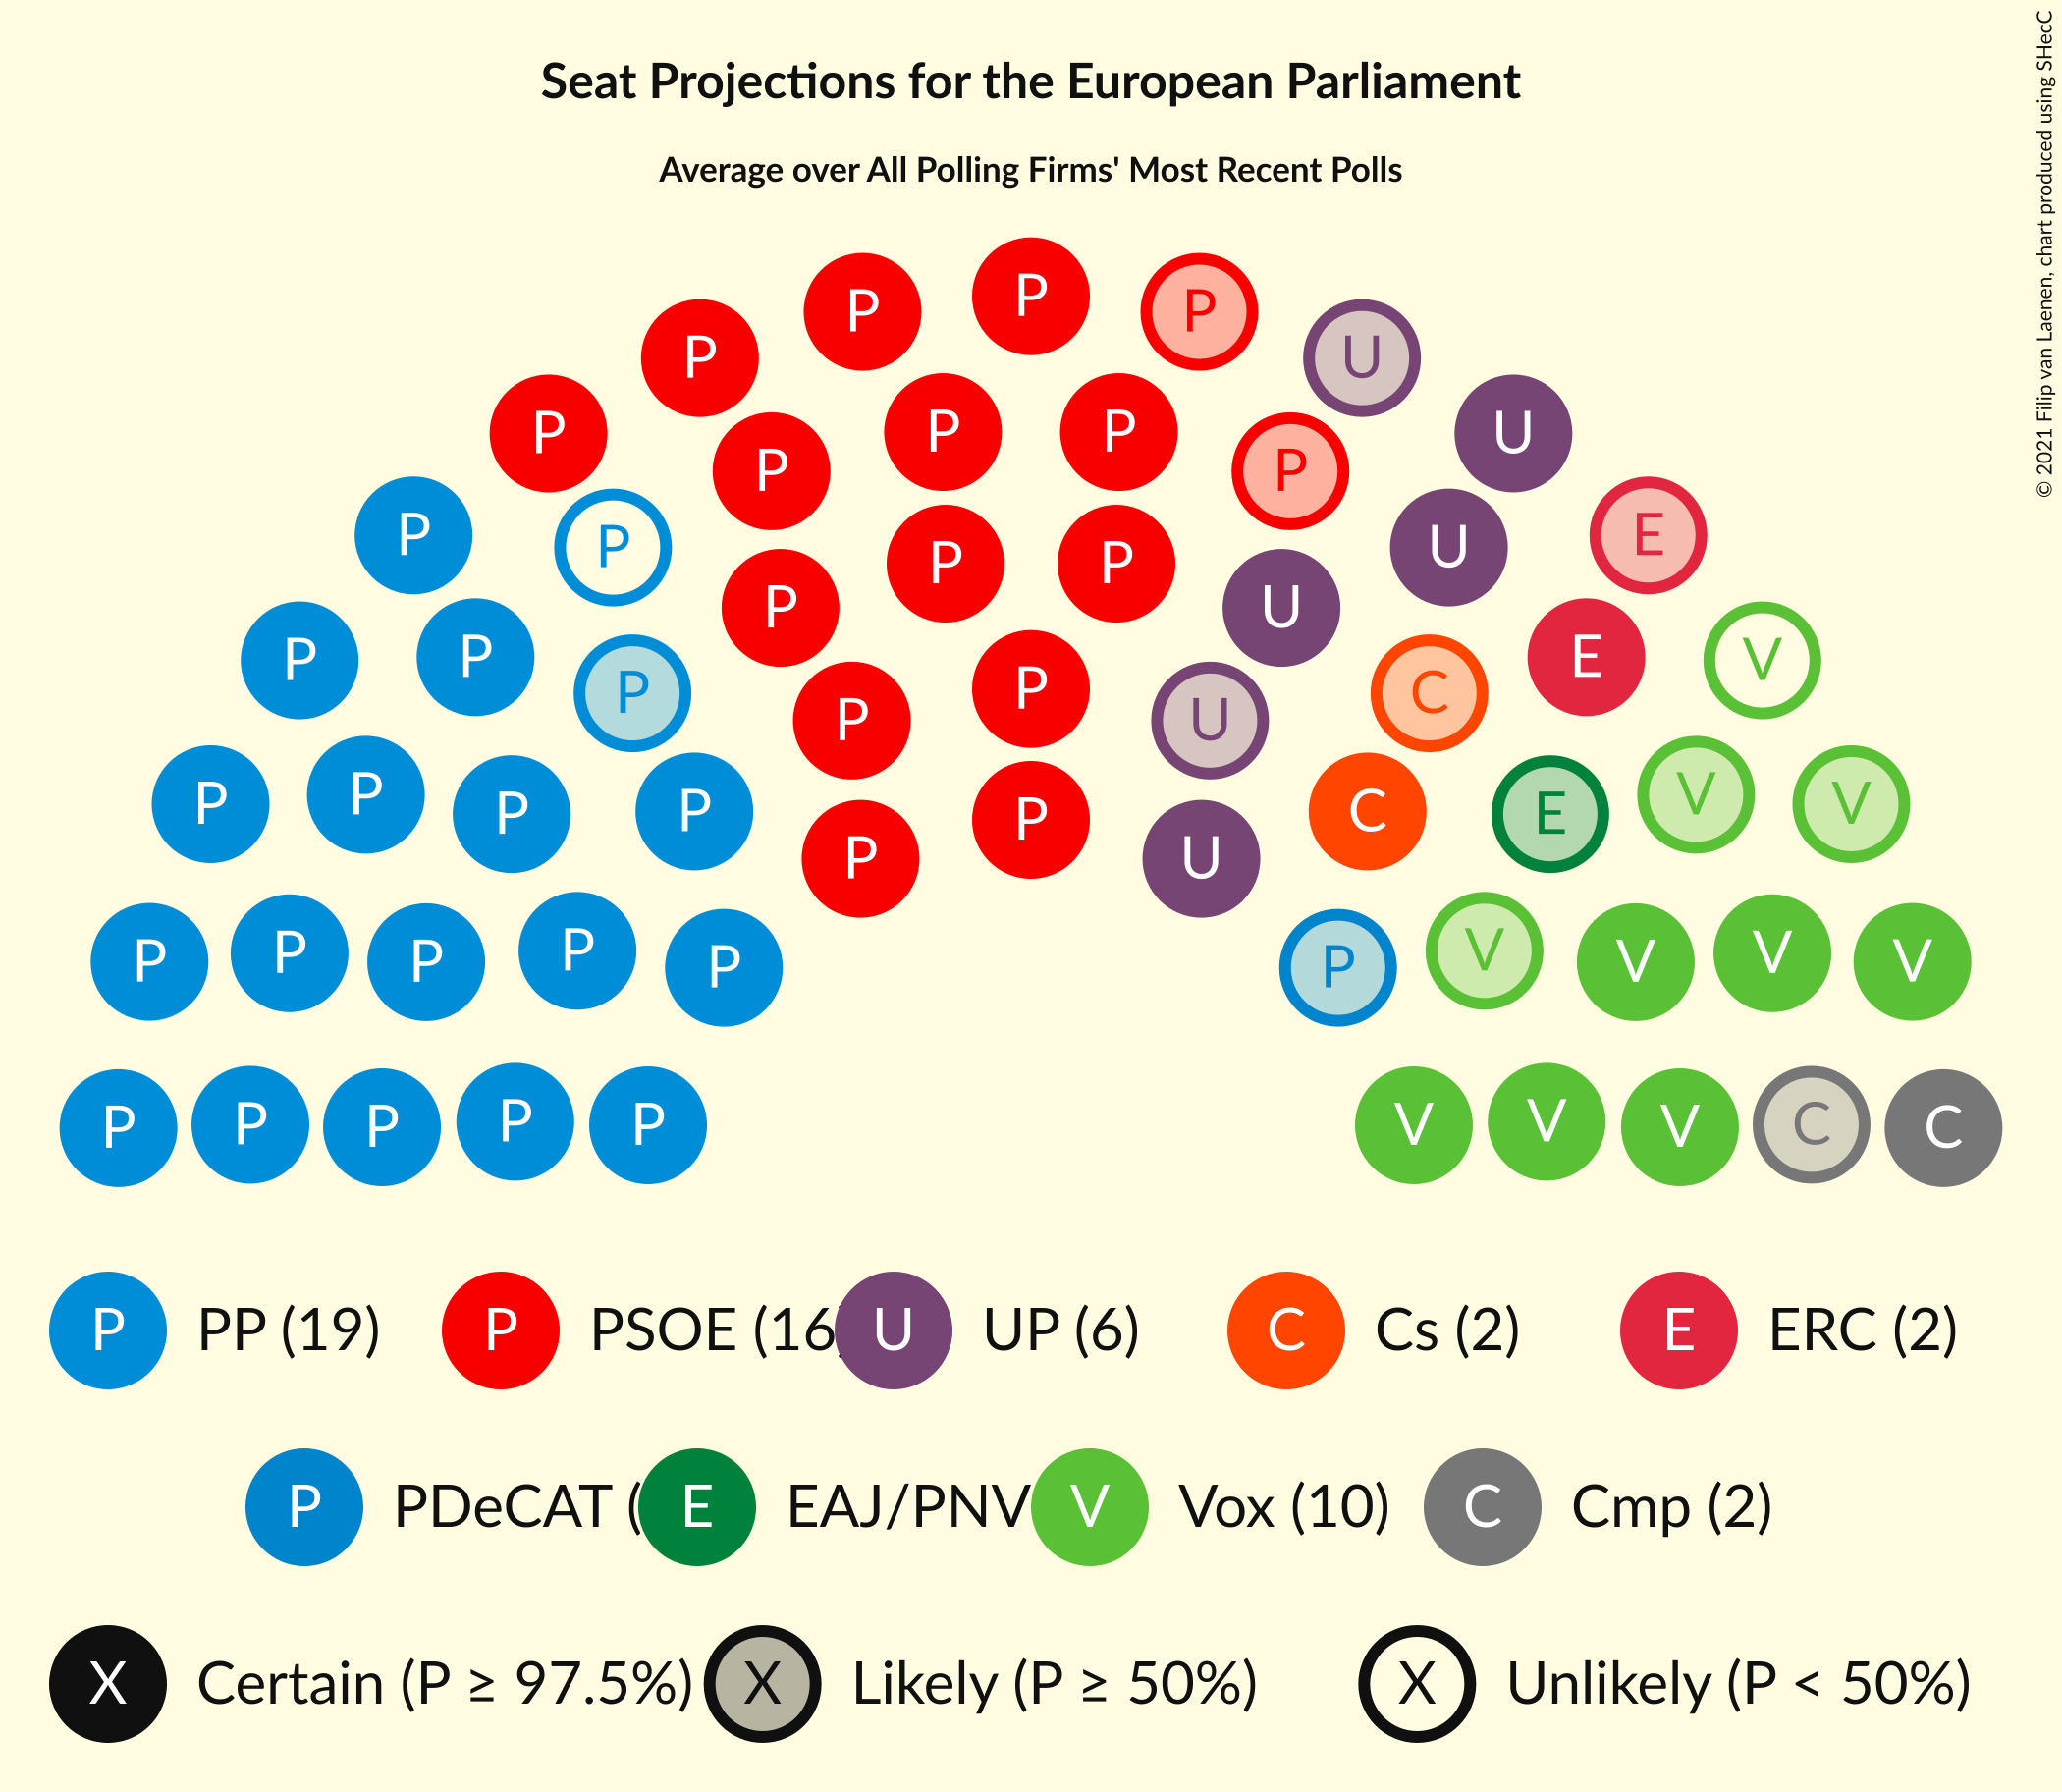 Seat Projections for the European Parliament
Average over All Polling Firms' Most Recent Polls
© 2021 Filip van Laenen, chart produced using SHecC
P
P P
P P U
P P P U
P U
P P E
P P U
P P U
P P C E V
P P U
P P P C E V V
P P U
P P P P P P V V V V
P P P P P V V V C C
P PP (19) P PSOE (16 U UP (6) C Cs (2) E ERC (2)
P PDeCAT ( E EAJ/PNV V Vox (10) C Cmp (2)
X Certain (P ≥ 97.5%) X Likely (P ≥ 50%) X Unlikely (P < 50%)